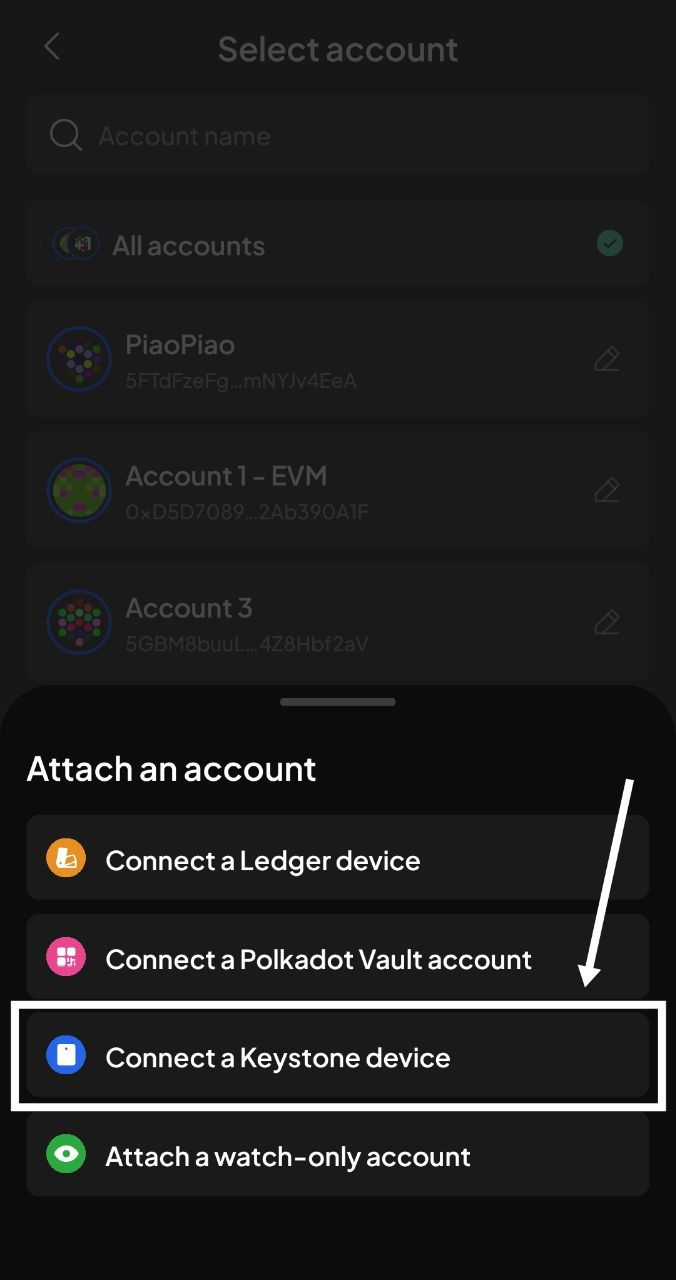 Select account
Account name
All accounts
PiaoPiao
5FTdFzeFg...mNYJv4EeA
Account 1 - EVM
0xD5D7089...2Ab390A1F
Account 3
5GBM8buuL...4Z8Hbf2aV
Attach an account
Connect a Ledger device
Connect a Polkadot Vault account
Connect a Keystone device
Attach a watch-only account